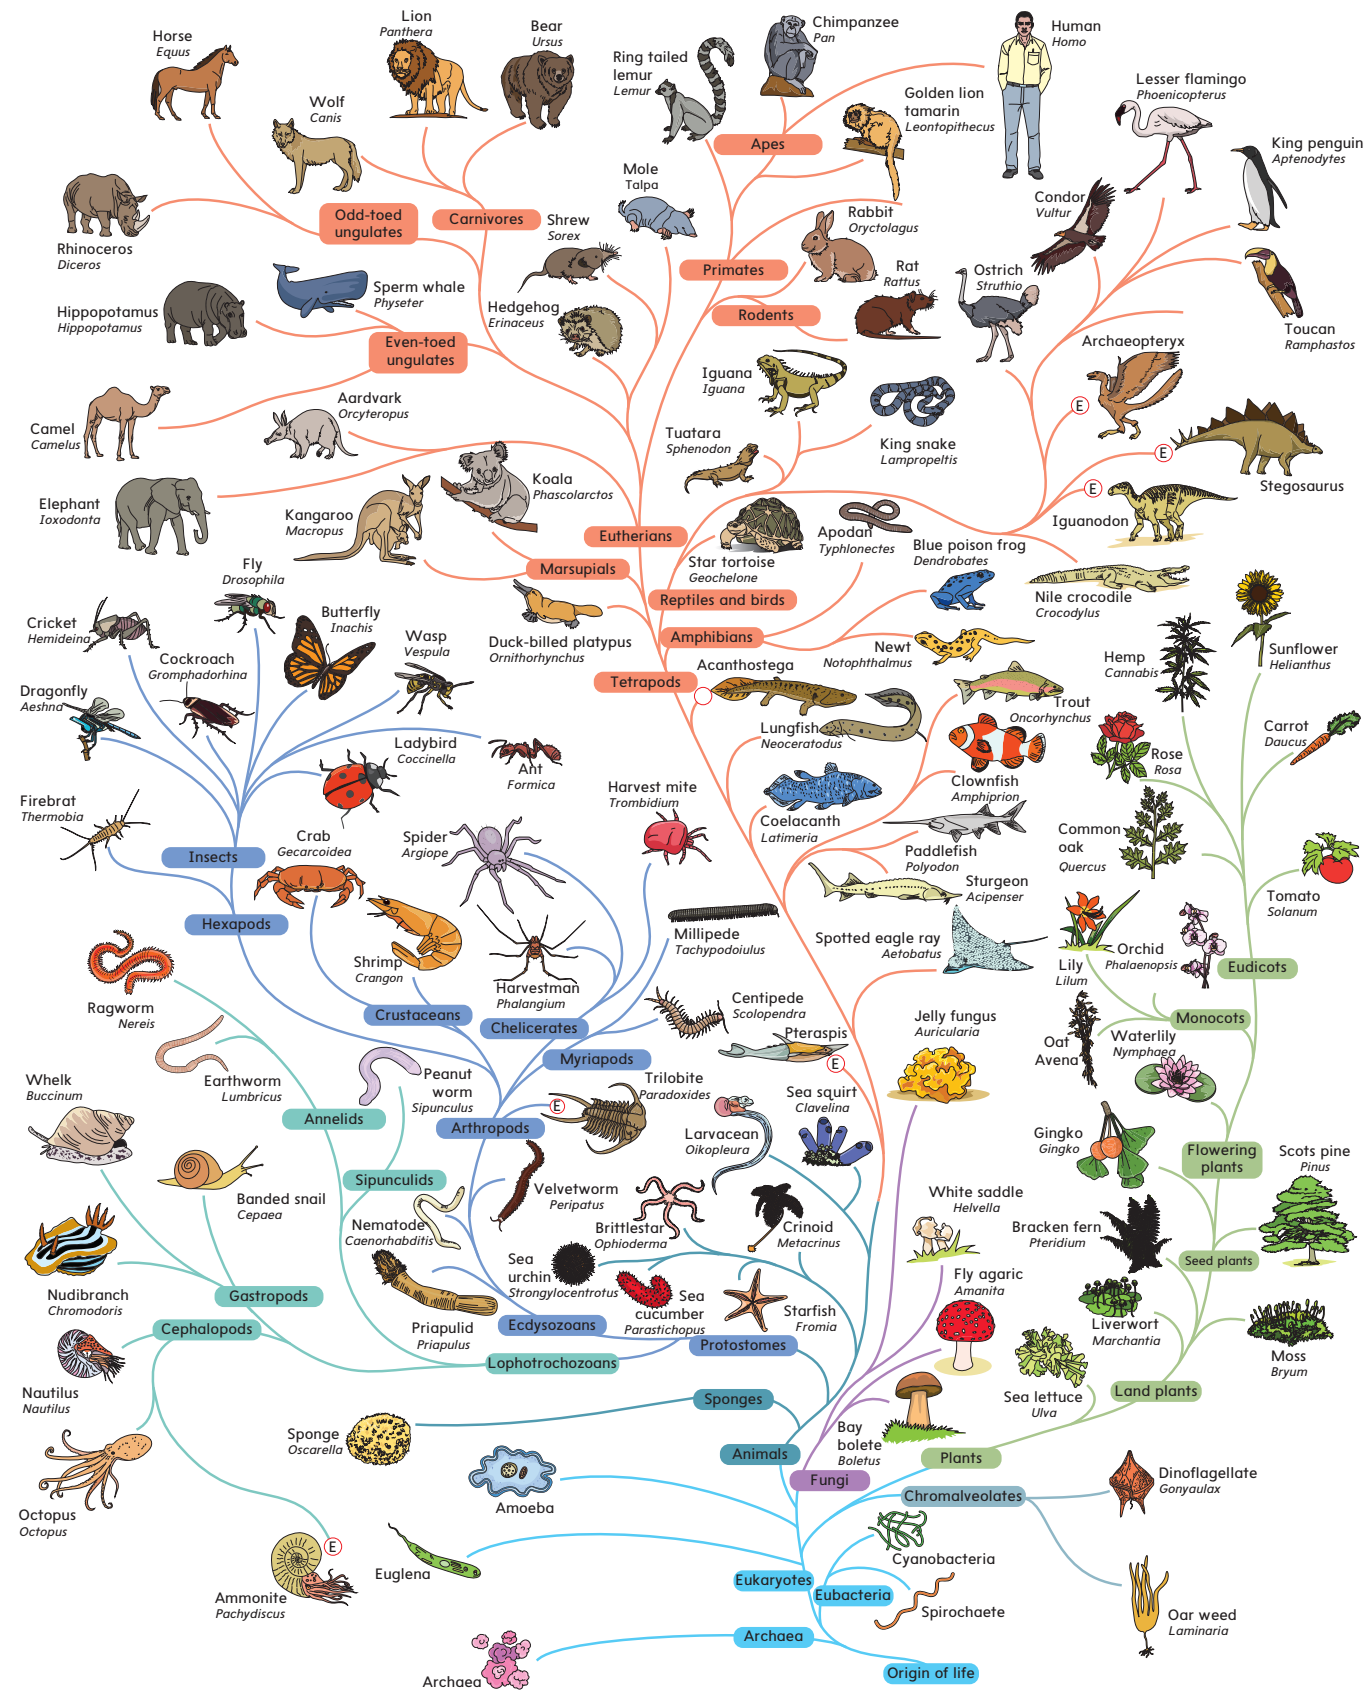 Horse
Equus
Lion
Panthera
Bear
Ursus
Wolf
Canis
Ring tailed
lemur
Lemur
Chimpanzee
Pan
Human
Homo
Golden lion
tamarin
Leontopithecus
Lesser flamingo
Phoenicopterus
King penguin
Aptenodytes
Apes
Mole
Talpa
Condor
Vultur
Rhinoceros
Diceros
Odd-toed
ungulates
Carnivores
Shrew
Sorex
Rabbit
Oryctolagus
Primates
Rat
Rattus
Ostrich
Struthio
Toucan
Ramphastos
Hippopotamus
Hippopotamus
Sperm whale
Physeter
Hedgehog
Erinaceus
Rodents
Even-toed
ungulates
Archaeopteryx
E
Iguana
Iguana
King snake
Lampropeltis
Camel
Camelus
Aardvark
Orcyteropus
Tuatara
Sphenodon
E
Stegosaurus
Elephant
Ioxodonta
Kangaroo
Macropus
Koala
Phascolarctos
E
Iguanodon
Eutherians
Star tortoise
Geochelone
Apodan
Typhlonectes
Blue poison frog
Dendrobates
Marsupials
Reptiles and birds
Nile crocodile
Crocodylus
Duck-billed platypus
Ornithorhynchus
Amphibians
Newt
Notophthalmus
Tetrapods
Acanthostega
Trout
Oncorhynchus
Lungfish
Neoceratodus
Clownfish
Amphiprion
Coelacanth
Latimeria
Paddlefish
Polyodon
Sturgeon
Acipenser
Spotted eagle ray
Aetobatus
Pteraspis
E
Cricket
Hemideina
Fly
Drosophila
Butterfly
Inachis
Wasp
Vespula
Cockroach
Gromphadorhina
Dragonfly
Aeshna
Ladybird
Coccinella
Ant
Formica
Firebrat
Thermobia
Insects
Hexapods
Crab
Gecarcoidea
Spider
Argiope
Harvest mite
Trombidium
Shrimp
Crangon
Harvestman
Phalangium
Millipede
Tachypodoiulus
Crustaceans
Chelicerates
Centipede
Scolopendra
Myriapods
Ragworm
Nereis
Earthworm
Lumbricus
Peanut
worm
Sipunculus
Annelids
Arthropods
E
Trilobite
Paradoxides
Whelk
Buccinum
Banded snail
Cepaea
Sipunculids
Nematode
Caenorhabditis
Velvetworm
Peripatus
Larvacean
Oikopleura
Sea squirt
Clavelina
Brittlestar
Ophioderma
Crinoid
Metacrinus
Sea
urchin
Strongylocentrotus
Sea
cucumber
Parastichopus
Starfish
Fromia
Nudibranch
Chromodoris
Gastropods
Cephalopods
Priapulid
Priapulus
Ecdysozoans
Protostomes
Lophotrochozoans
Nautilus
Nautilus
Octopus
Octopus
Ammonite
Pachydiscus
E
Sponge
Oscarella
Sponges
Animals
Fungi
Amoeba
Euglena
Jelly fungus
Auricularia
White saddle
Helvella
Fly agaric
Amanita
Bay
bolete
Boletus
Hemp
Cannabis
Sunflower
Helianthus
Rose
Rosa
Carrot
Daucus
Common
oak
Quercus
Tomato
Solanum
Lily
Lilum
Orchid
Phalaenopsis
Eudicots
Oat
Avena
Monocots
Waterlily
Nymphaea
Gingko
Gingko
Flowering
plants
Scots pine
Pinus
Bracken fern
Pteridium
Seed plants
Liverwort
Marchantia
Moss
Bryum
Sea lettuce
Ulva
Land plants
Plants
Chromalveolates
Dinoflagellate
Gonyaulax
Oar weed
Laminaria
Cyanobacteria
Spirochaete
Eukaryotes
Eubacteria
Archaea
Archaea
Origin of life